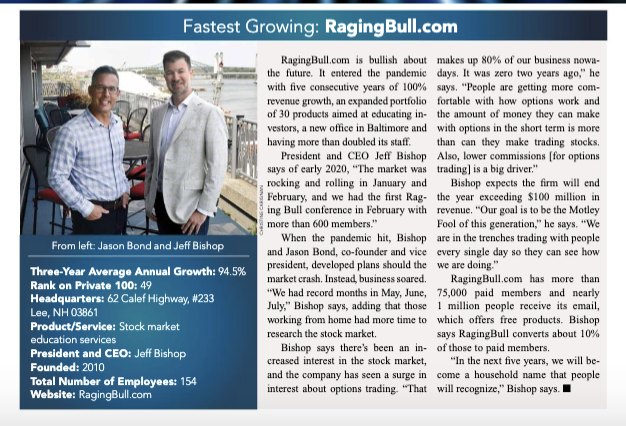 Fastest Growing: RagingBull.com
From left: Jason Bond and Jeff Bishop
Three-Year Average Annual Growth: 94.5%
Rank on Private 100: 49
Headquarters: 62 Calef Highway, #233
Lee, NH 03861
Product/Service: Stock market
education services
President and CEO: Jeff Bishop
Founded: 2010
Total Number of Employees: 154
Website: RagingBull.com
RagingBull.com is bullish about
the future. It entered the pandemic
with five consecutive years of 100%
revenue growth, an expanded portfolio
of 30 products aimed at educating in-
vestors, a new office in Baltimore and
having more than doubled its staff.
President and CEO Jeff Bishop
says of early 2020, “The market was
rocking and rolling in January and
February, and we had the first Rag-
ing Bull conference in February with
more than 600 members.”
When the pandemic hit, Bishop
and Jason Bond, co-founder and vice
president, developed plans should the
market crash. Instead, business soared.
“We had record months in May, June,
July,” Bishop says, adding that those
working from home had more time to
research the stock market.
Bishop says there’s been an in-
creased interest in the stock market,
and the company has seen a surge in
interest about options trading. “That
makes up 80% of our business nowa-
days. It was zero two years ago,” he
says. “People are getting more com-
fortable with how options work and
the amount of money they can make
with options in the short term is more
than can they make trading stocks.
Also, lower commissions [for options
trading] is a big driver.”
Bishop expects the firm will end
the year exceeding $100 million in
revenue. “Our goal is to be the Motley
Fool of this generation,” he says. “We
are in the trenches trading with people
every single day so they can see how
we are doing.”
RagingBull.com has more than
75,000 paid members and nearly
1 million people receive its email,
which offers free products. Bishop
says RagingBull converts about 10%
of those to paid members.
“In the next five years, we will be-
come a household name that people
will recognize,” Bishop says. ■